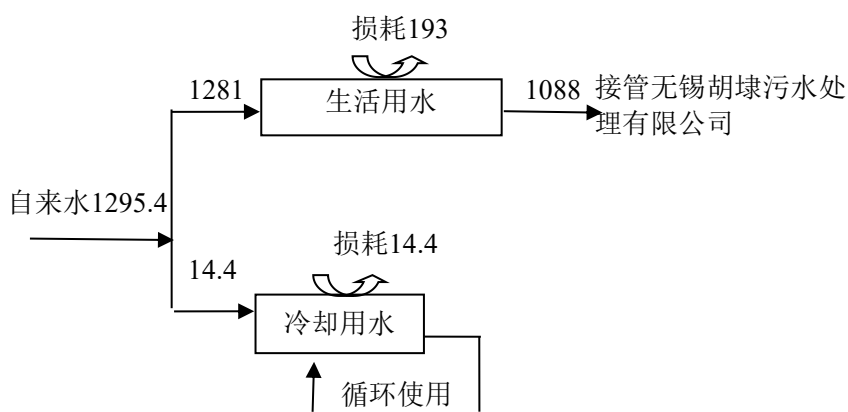 损耗193
1281
生活用水
1088
接管无锡胡埭污水处
理有限公司
自来水1295.4
损耗14.4
14.4
冷却用水
循环使用